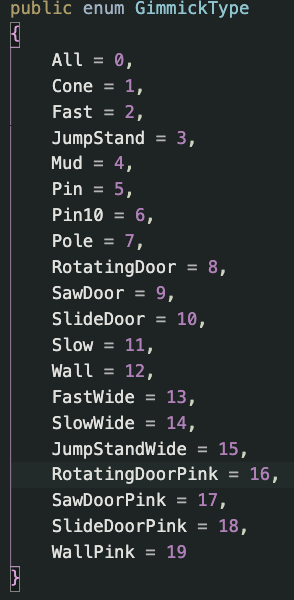 public enum GimmickType
{
All = 0,
Cone = 1,
Fast = 2,
JumpStand = 3,
Mud = 4,
Pin = 5,
Pin10 = 6,
Pole = 7,
RotatingDoor = 8,
SawDoor = 9,
SlideDoor = 10,
Slow = 11,
Wall = 12,
FastWide = 13,
SlowWide = 14,
JumpStandWide = 15,
RotatingDoorPink = 16,
SawDoorPink = 17,
SlideDoorPink = 18,
WallPink = 19
}